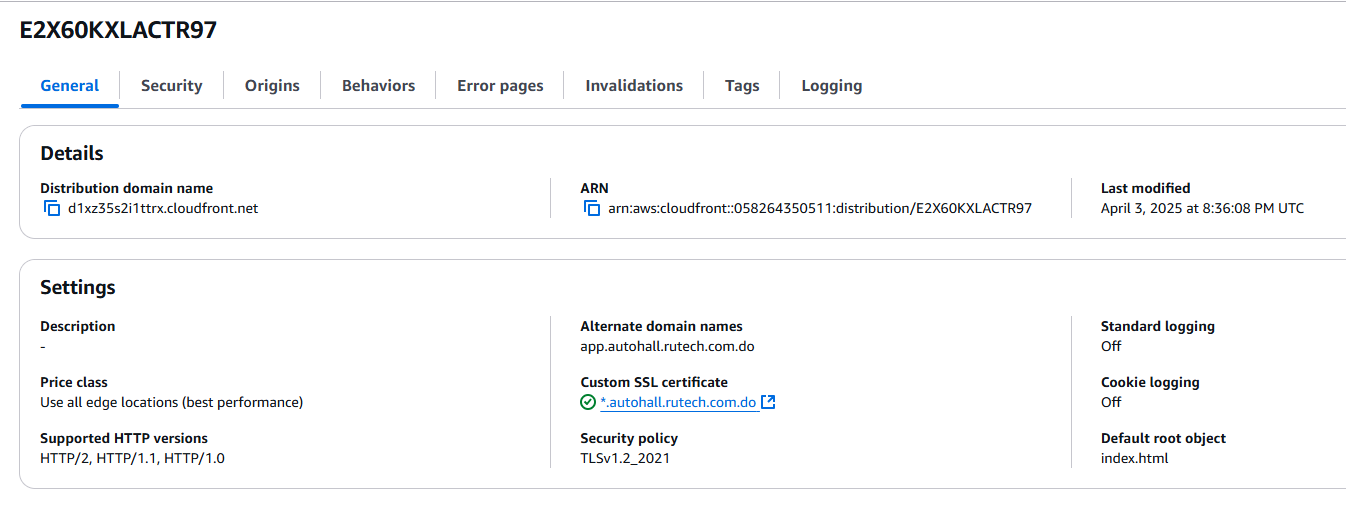 E2X60KXLACTR97
General Security Origins Behaviors Error pages Invalidations Tags Logging
Details
Distribution domain name
d1xz35s2i1ttrx.cloudfront.net
ARN
arn:aws:cloudfront::058264350511:distribution/E2X60KXLACTR97
Last modified
April 3, 2025 at 8:36:08 PM UTC
Settings
Description
-
Price class
Use all edge locations (best performance)
Supported HTTP versions
HTTP/2, HTTP/1.1, HTTP/1.0
Alternate domain names
app.autohall.rutech.com.do
Custom SSL certificate
*.autohall.rutech.com.do
Security policy
TLSv1.2_2021
Standard logging
Off
Cookie logging
Off
Default root object
index.html